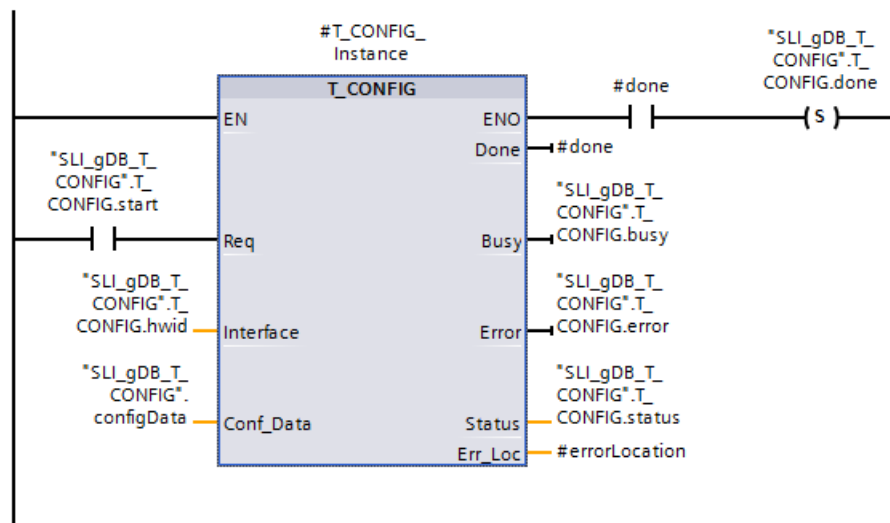 #T_CONFIG_
Instance
T_CONFIG
EN
ENO
#done
"SLI_gDB_T_
CONFIG".T_
CONFIG.done
S
Done
#done
"SLI_gDB_T_
CONFIG".T_
CONFIG.start
Req
"SLI_gDB_T_
CONFIG".T_
CONFIG.busy
Busy
"SLI_gDB_T_
CONFIG".T_
CONFIG.hwid
Interface
"SLI_gDB_T_
CONFIG".T_
CONFIG.error
Error
"SLI_gDB_T_
CONFIG".
configData
Conf_Data
"SLI_gDB_T_
CONFIG".T_
CONFIG.status
Status
Err_Loc
#errorLocation